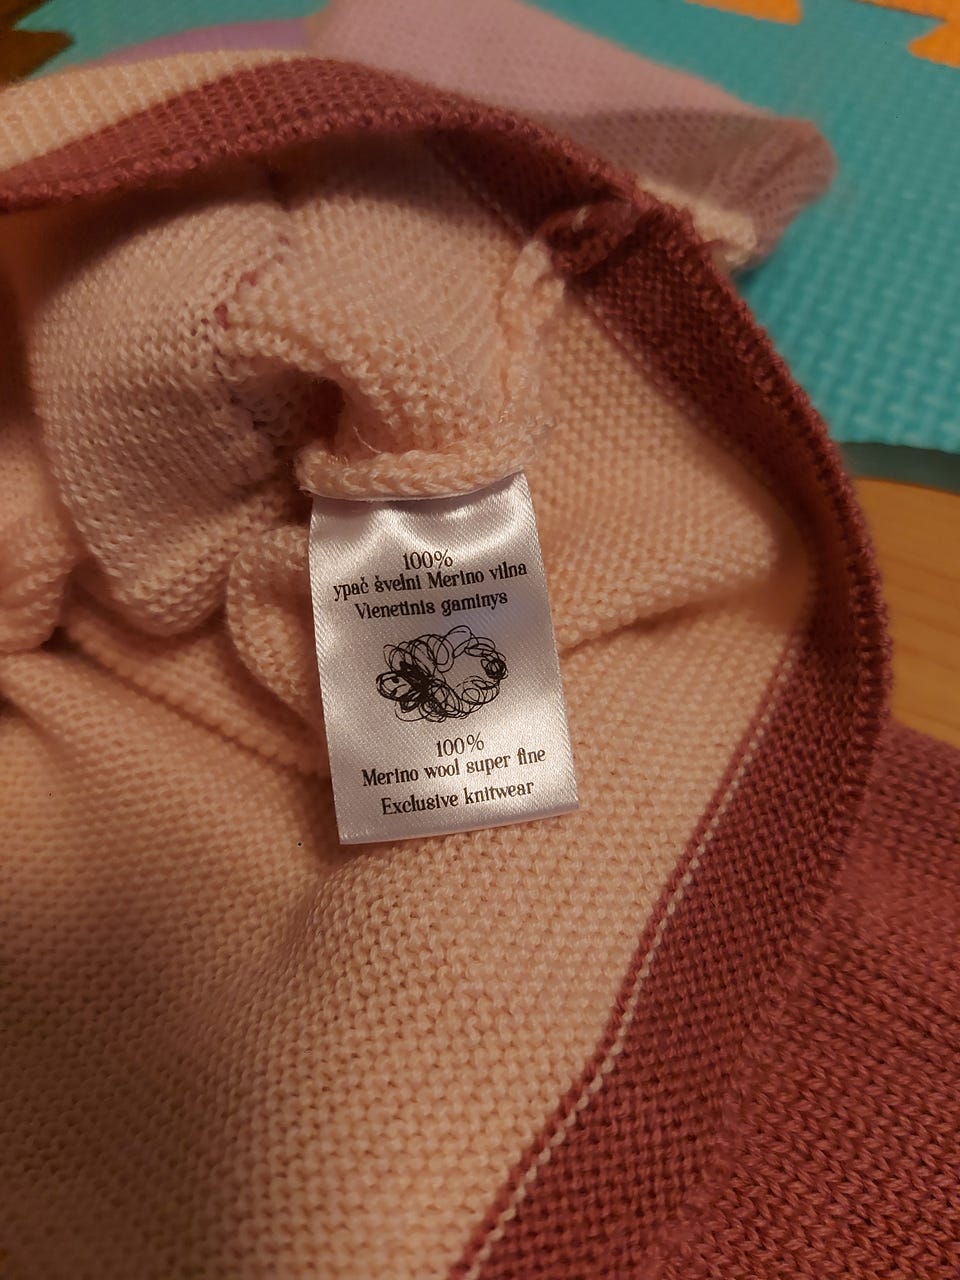 100%
ypač švelni Merino vilna
Vienetinis gaminys
100%
Merino wool super fine
Exclusive knitwear